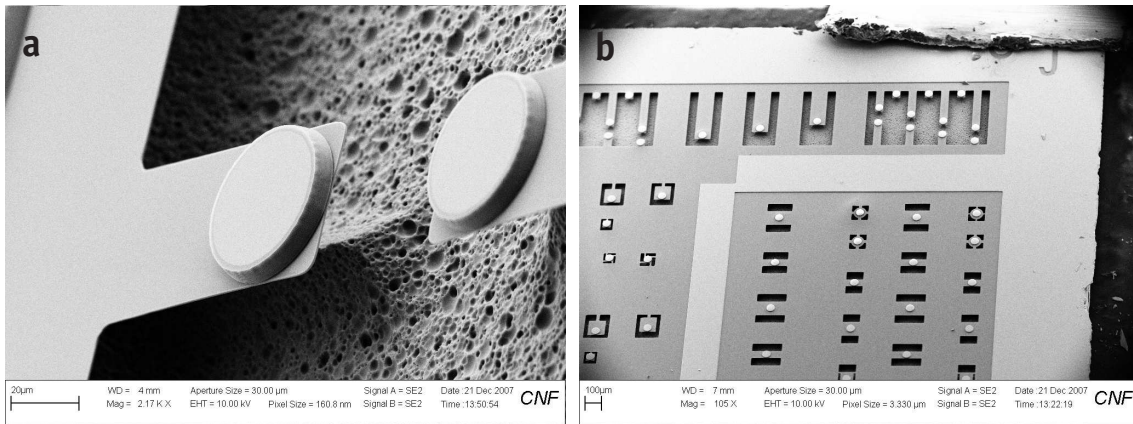 a
20µm
WD = 4 mm
Aperture Size = 30.00 µm
Signal A = SE2
Date :21 Dec 2007
CNF
Mag = 2.17 K X
EHT = 10.00 kV
Pixel Size = 160.8 nm
Signal B = SE2
Time :13:50:54
b
J
100µm
WD = 7 mm
Aperture Size = 30.00 µm
Signal A = SE2
Date :21 Dec 2007
CNF
Mag = 105 X
EHT = 10.00 kV
Pixel Size = 3.330 µm
Signal B = SE2
Time :13:22:19